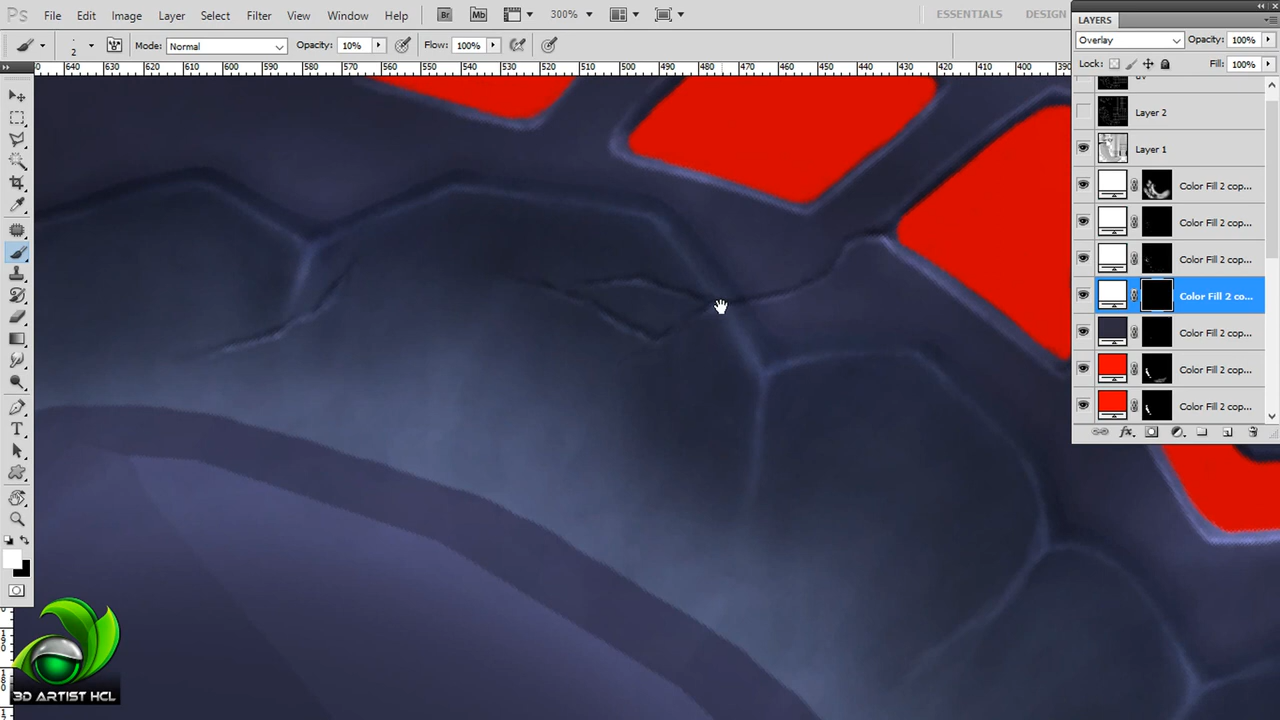 Ps File Edit Image Layer Select Filter View Window Help Br Mb 300% ESSENTIALS DESIGN
2 Mode: Normal Opacity: 10% Flow: 100%
640 630 620 610 600 590 580 570 560 550 540 530 520 510 500 490 480 470 460 450 440 430 420 410 400 390
LAYERS
Overlay Opacity: 100%
Lock: Fill: 100%
Layer 2
Layer 1
Color Fill 2 cop...
Color Fill 2 cop...
Color Fill 2 cop...
Color Fill 2 co...
Color Fill 2 cop...
Color Fill 2 cop...
Color Fill 2 cop...
3D ARTIST HCL